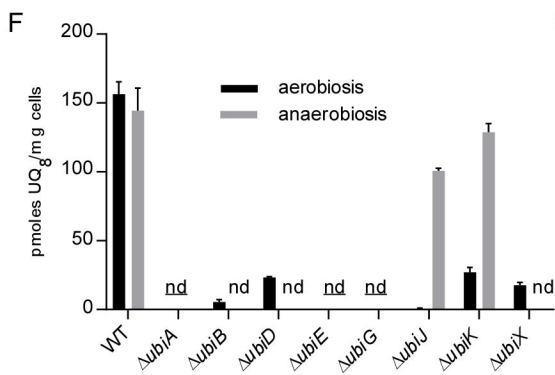 F
200
150
100
50
0
pmoles UQ8/mg cells
aerobiosis
anaerobiosis
nd nd nd nd nd nd
WT ΔubiA ΔubiB ΔubiD ΔubiE ΔubiG ΔubiJ ΔubiK ΔubiX